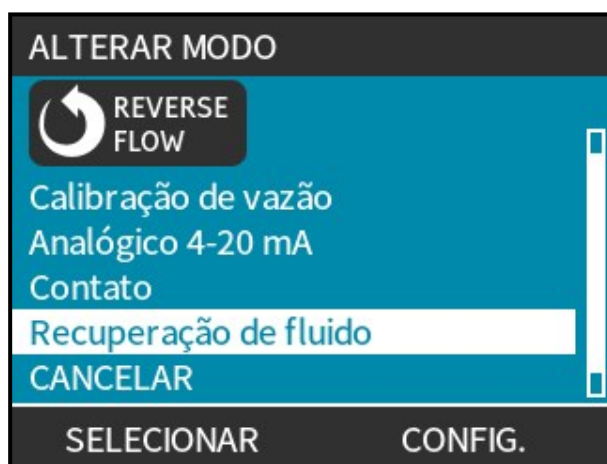 ALTERAR MODO
REVERSE
FLOW
Calibração de vazão
Analógico 4-20 mA
Contato
Recuperação de fluido
CANCELAR
SELECIONAR CONFIG.